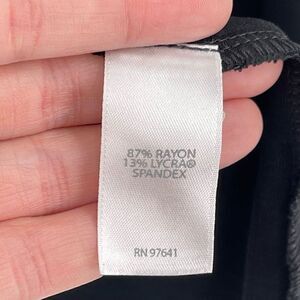 87% RAYON
13% LYCRA®
SPANDEX
RN 97641